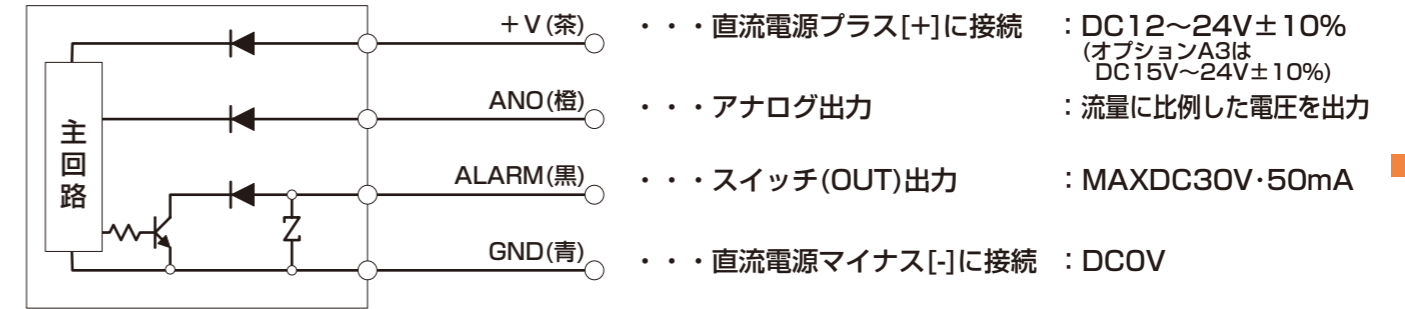 ＋V(茶) ・・・直流電源プラス[+]に接続 ：DC12～24V±10%
(オプションA3は
DC15V～24V±10%)
ANO(橙) ・・・アナログ出力 ：流量に比例した電圧を出力
主回路
ALARM(黒) ・・・スイッチ(OUT)出力 ：MAXDC30V･50mA
GND(青) ・・・直流電源マイナス[-]に接続 ：DC0V